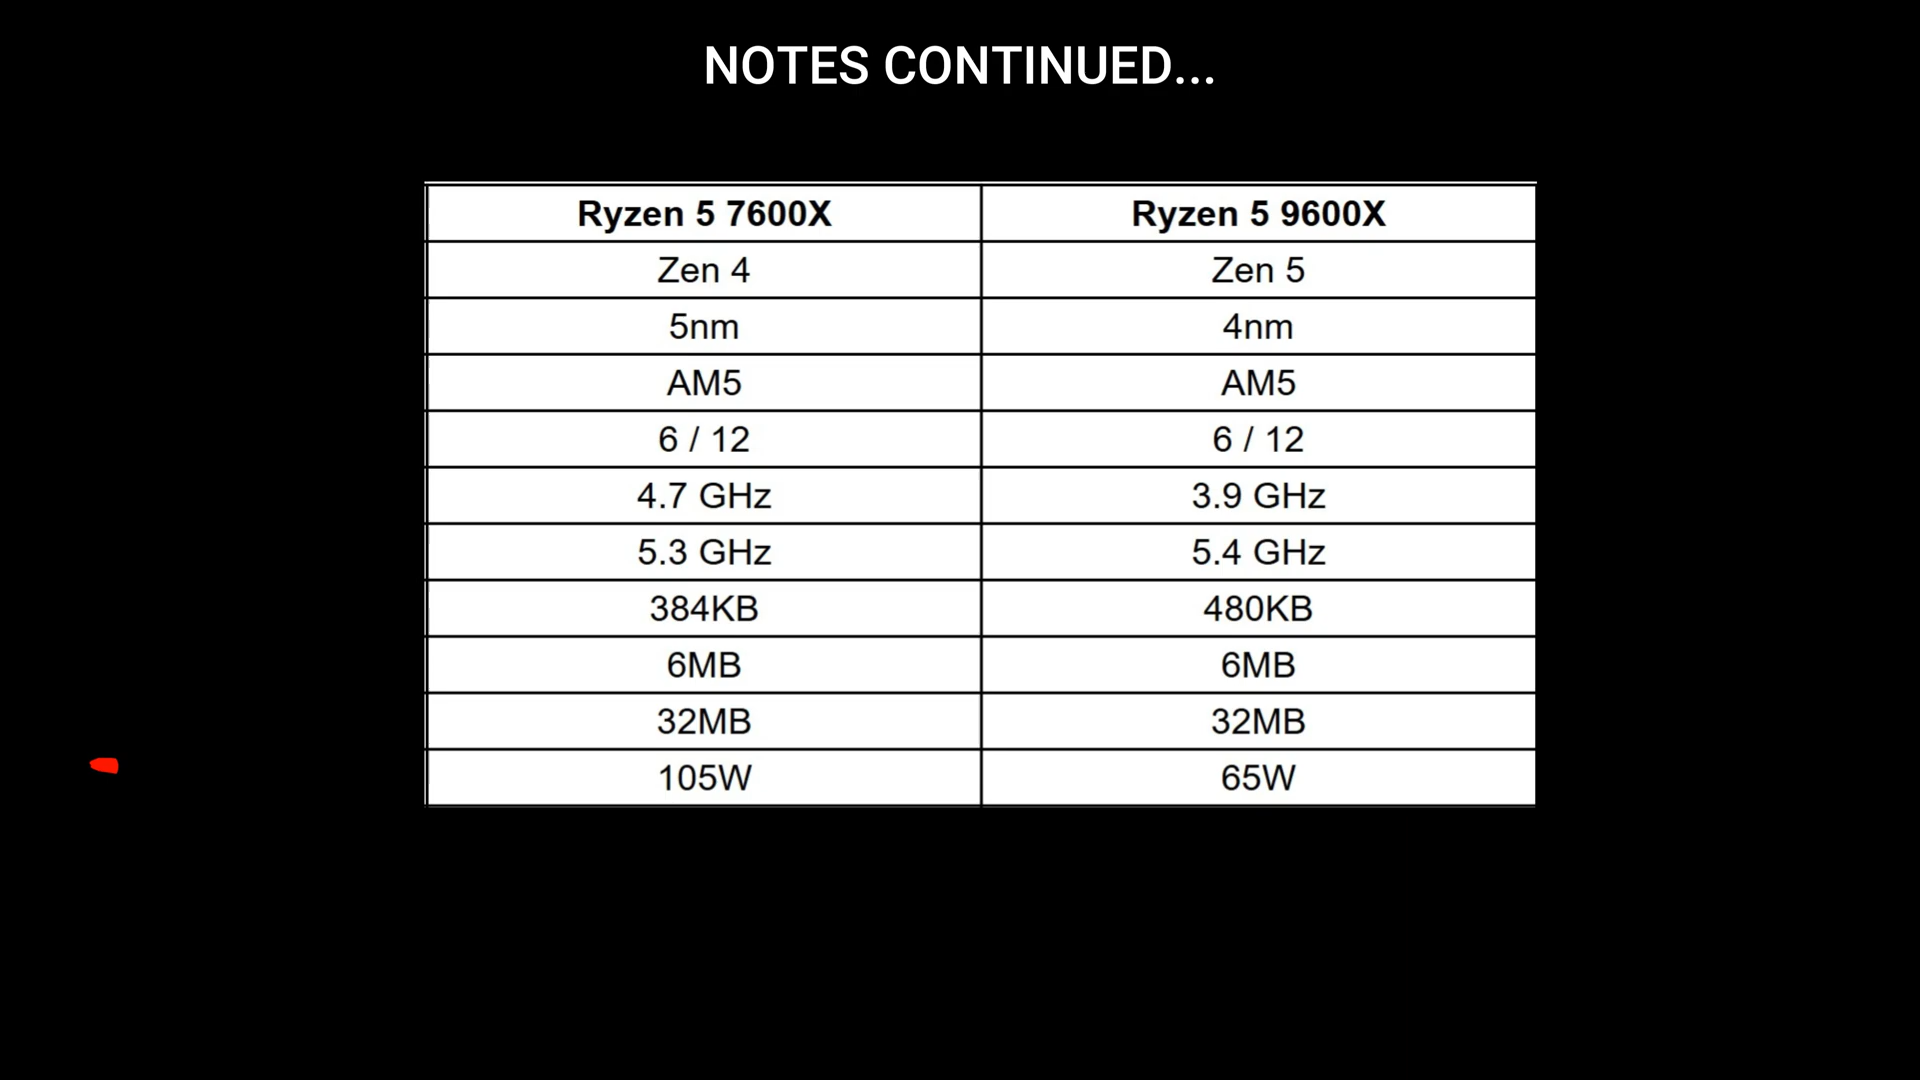 NOTES CONTINUED...
Ryzen 5 7600X Ryzen 5 9600X
Zen 4 Zen 5
5nm 4nm
AM5 AM5
6 / 12 6 / 12
4.7 GHz 3.9 GHz
5.3 GHz 5.4 GHz
384KB 480KB
6MB 6MB
32MB 32MB
105W 65W